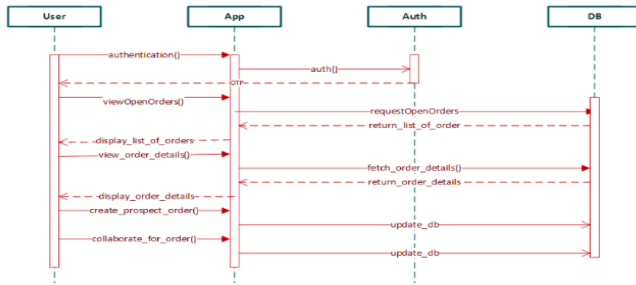 User App Auth DB
authentication()
auth()
OTP
viewOpenOrders()
requestOpenOrders
return_list_of_order
display_list_of_orders
view_order_details()
fetch_order_details()
return_order_details
display_order_details
create_prospect_order()
update_db
collaborate_for_order()
update_db